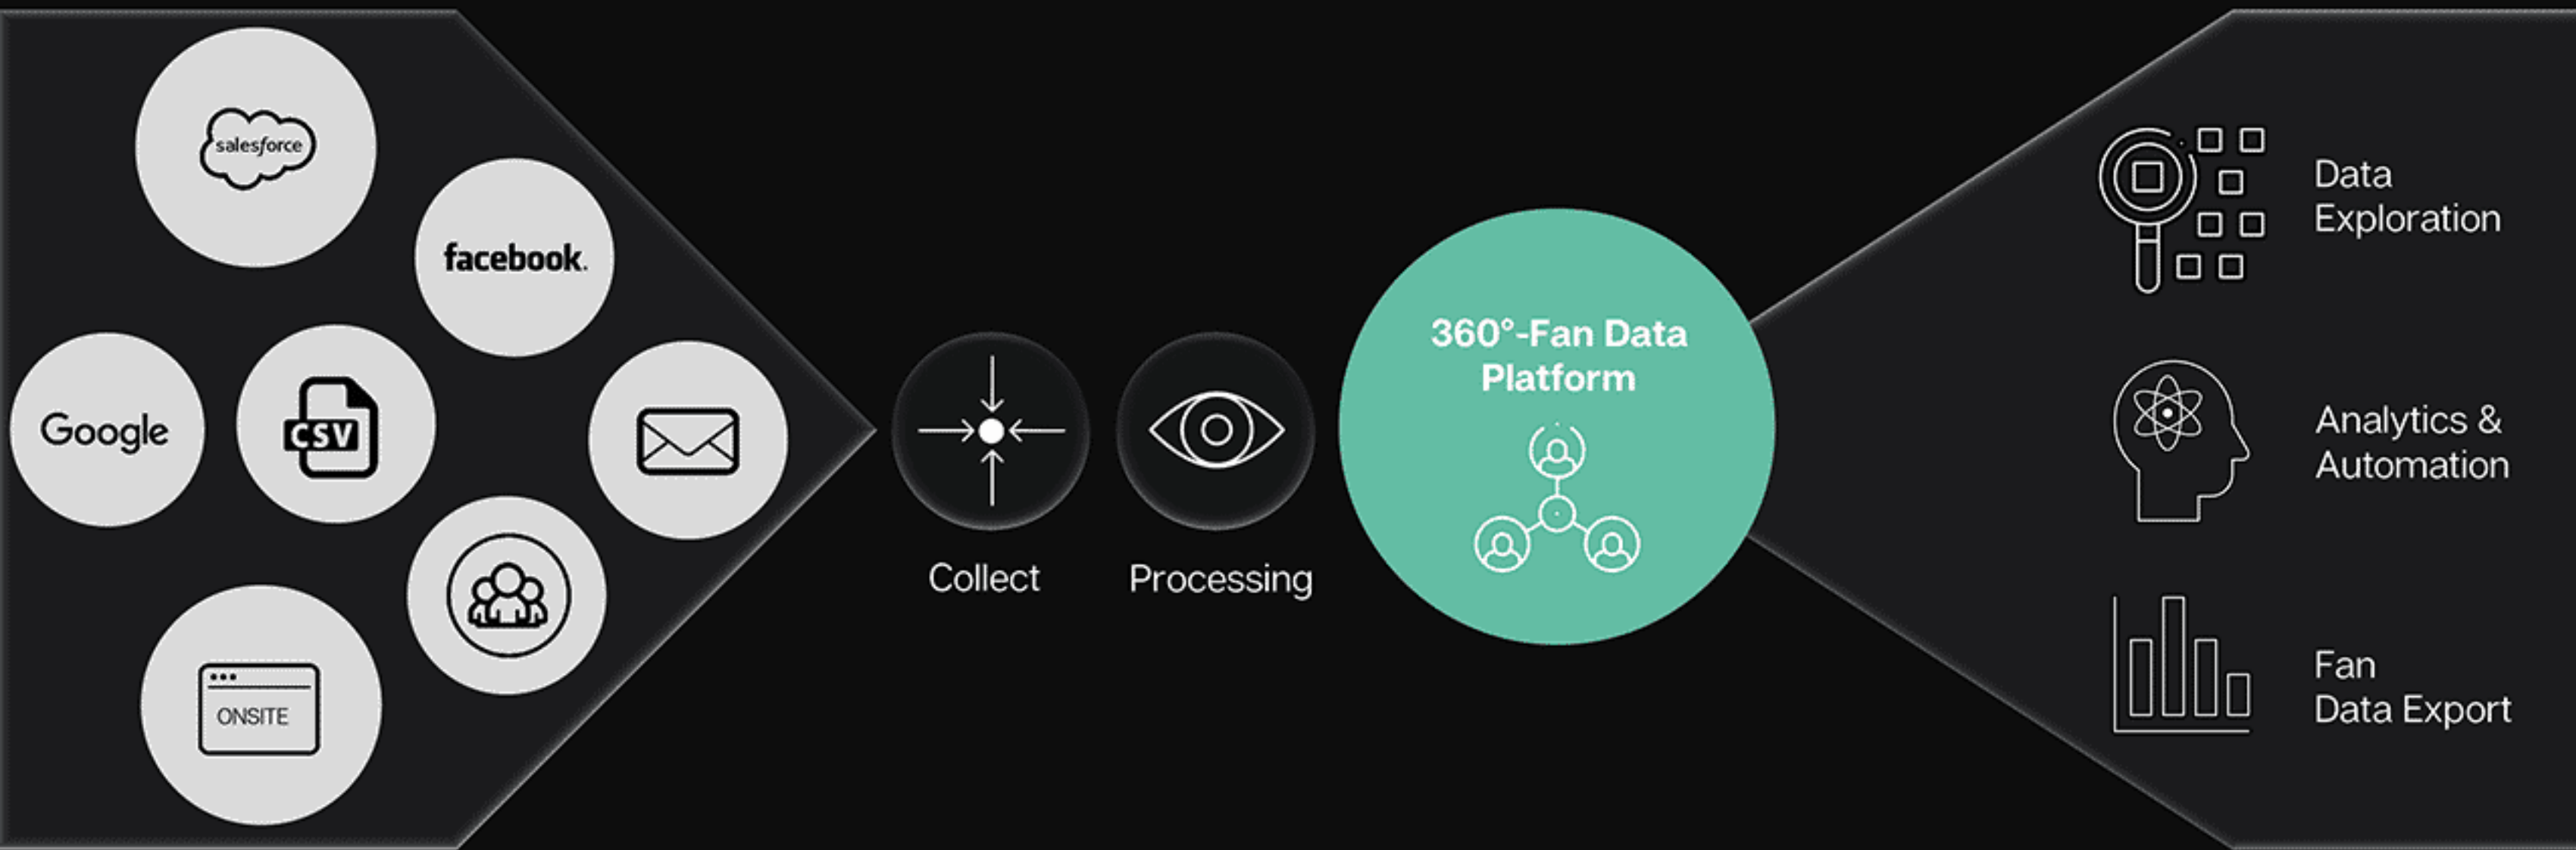 salesforce
facebook.
Google
CSV
ONSITE
Collect
Processing
360°-Fan Data
Platform
Data
Exploration
Analytics &
Automation
Fan
Data Export